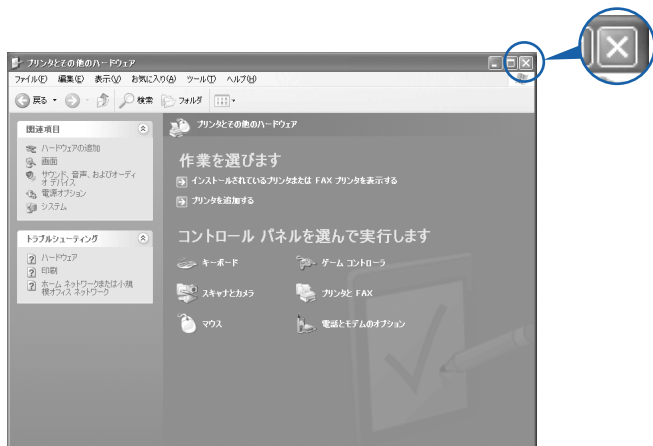 プリンタとその他のハードウェア
ファイル(F) 編集(E) 表示(V) お気に入り(A) ツール(T) ヘルプ(H)
戻る 検索 フォルダ
関連項目
ハードウェアの追加
画面
サウンド、音声、およびオーディ
オ デバイス
電源オプション
システム
トラブルシューティング
ハードウェア
印刷
ホーム ネットワークまたは小規
模オフィス ネットワーク
プリンタとその他のハードウェア
作業を選びます
インストールされているプリンタまたは FAX プリンタを表示する
プリンタを追加する
コントロール パネルを選んで実行します
キーボード ゲーム コントローラ
スキャナとカメラ プリンタと FAX
マウス 電話とモデムのオプション